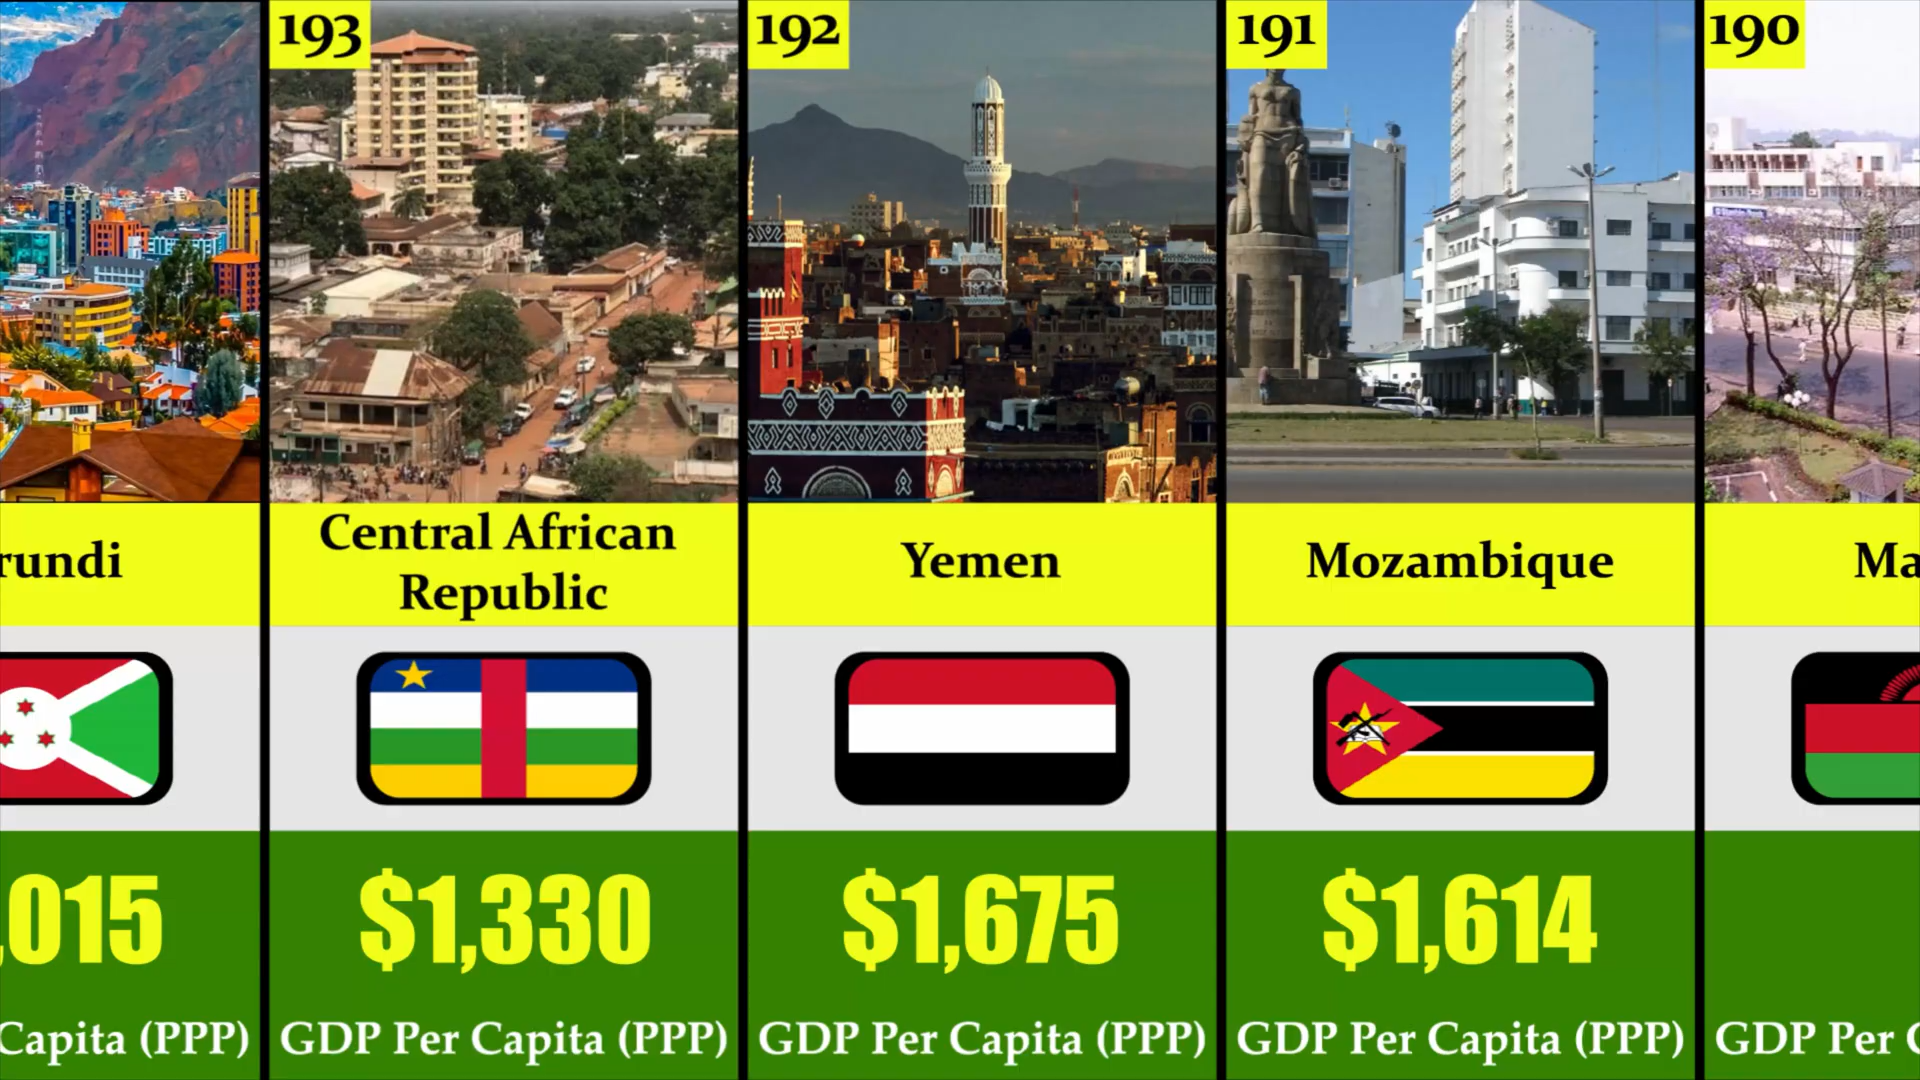 193
192
191
190
rundi
Central African
Republic
Yemen
Mozambique
Ma
,015
$1,330
$1,675
$1,614
Capita (PPP)
GDP Per Capita (PPP)
GDP Per Capita (PPP)
GDP Per Capita (PPP)
GDP Per C